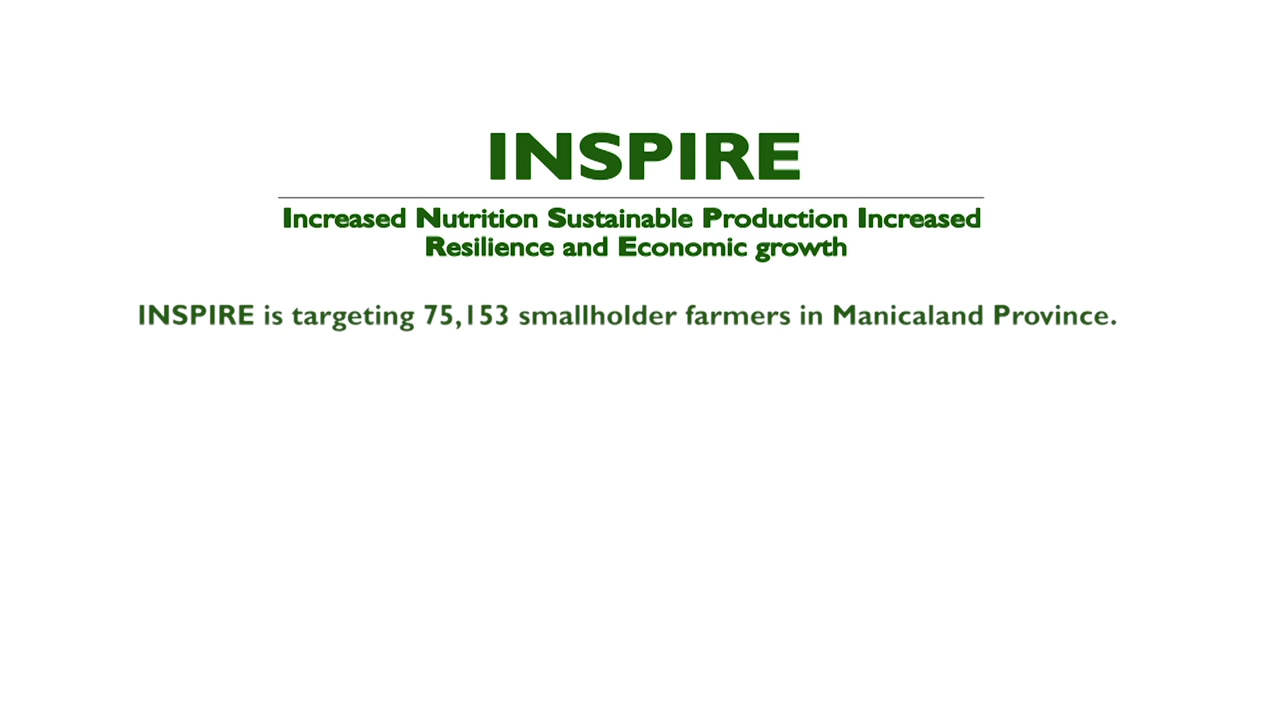 INSPIRE
Increased Nutrition Sustainable Production Increased
Resilience and Economic growth
INSPIRE is targeting 75,153 smallholder farmers in Manicaland Province.